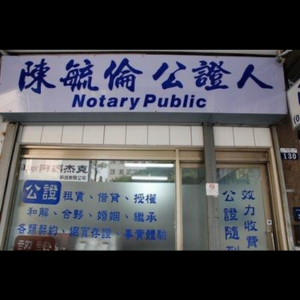 陳毓倫公證人
Notary Public
130
公證
租賃、借貸、授權
和解、合夥、婚姻、繼承
各類契約、遺囑存證、事實體驗
效力收費
公證隨到